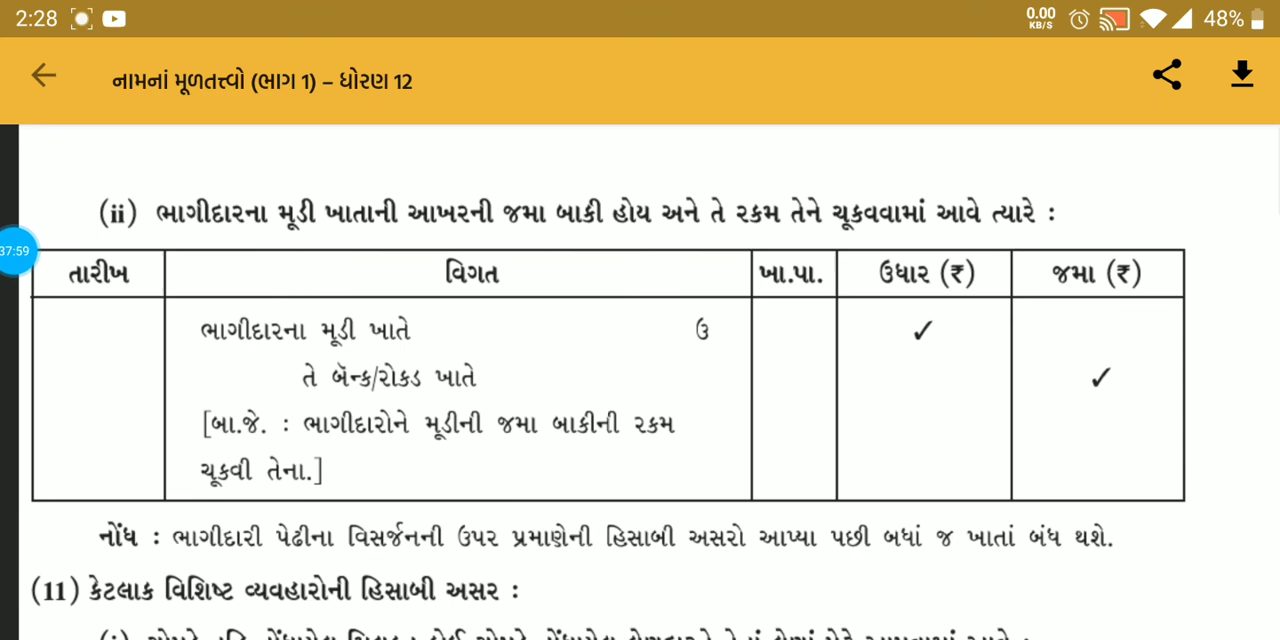 2:28
0.00
KB/S
48%
નામનાં મૂળતત્ત્વો (ભાગ 1) – ધોરણ 12
(ii) ભાગીદારના મૂડી ખાતાની આખરની જમા બાકી હોય અને તે રકમ તેને ચૂકવવામાં આવે ત્યારે :
37:59
તારીખ વિગત ખા.પા. ઉધાર (₹) જમા (₹)
ભાગીદારના મૂડી ખાતે ઉ ✓
તે બૅન્ક/રોકડ ખાતે ✓
[બા.જે. : ભાગીદારોને મૂડીની જમા બાકીની રકમ
ચૂકવી તેના.]
નોંધ : ભાગીદારી પેઢીના વિસર્જનની ઉપર પ્રમાણેની હિસાબી અસરો આપ્યા પછી બધાં જ ખાતાં બંધ થશે.
(11) કેટલાક વિશિષ્ટ વ્યવહારોની હિસાબી અસર :